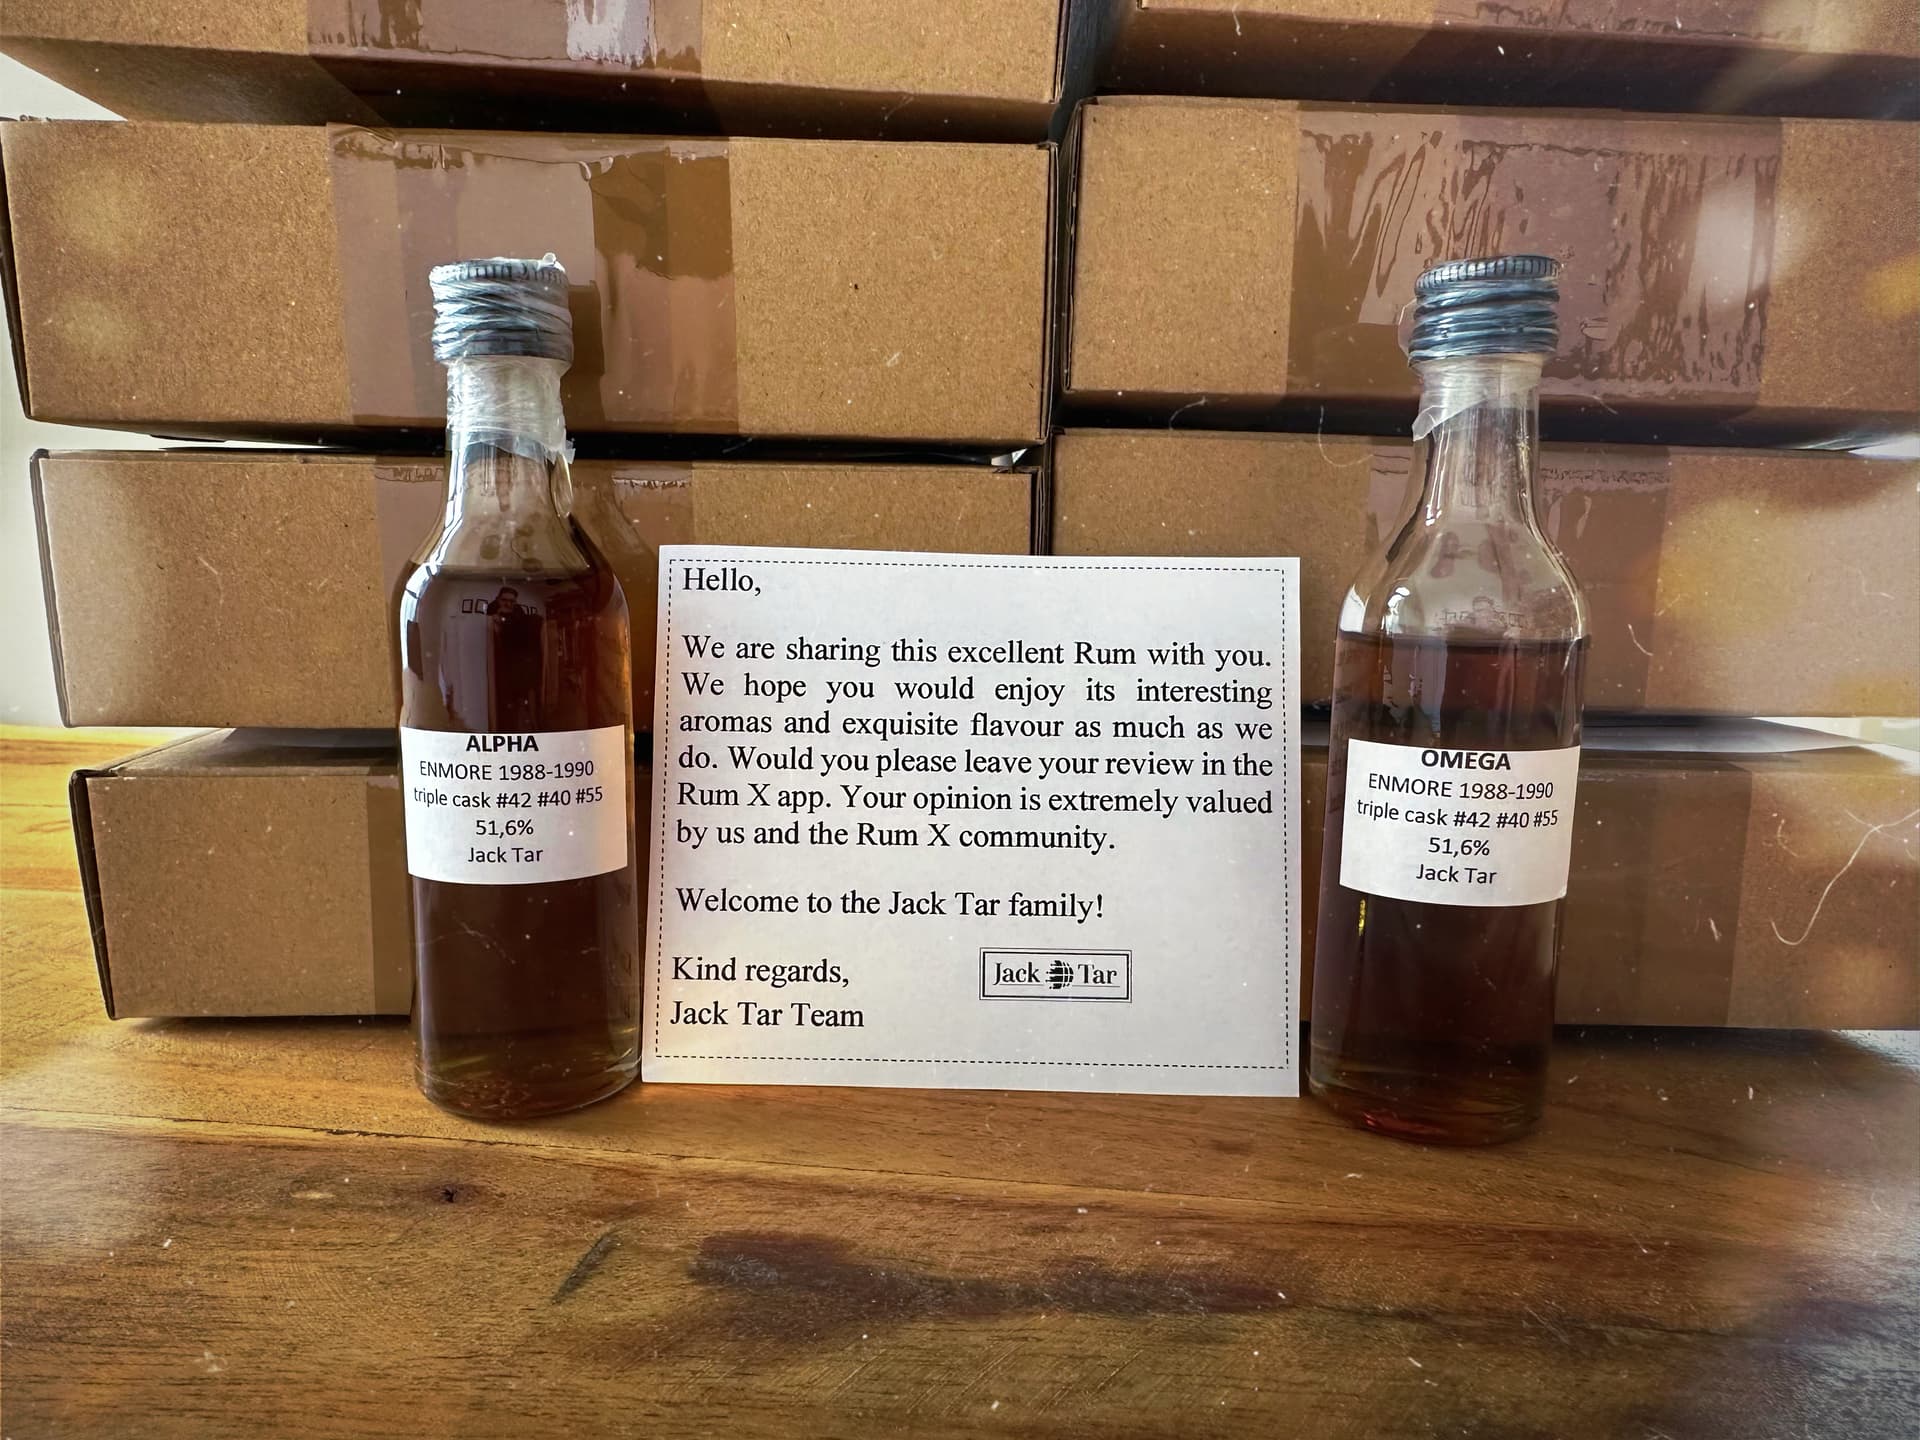 ALPHA
ENMORE 1988-1990
triple cask #42 #40 #55
51,6%
Jack Tar
Hello,
We are sharing this excellent Rum with you.
We hope you would enjoy its interesting
aromas and exquisite flavour as much as we
do. Would you please leave your review in the
Rum X app. Your opinion is extremely valued
by us and the Rum X community.
Welcome to the Jack Tar family!
Kind regards,
Jack Tar Team
Jack Tar
OMEGA
ENMORE 1988-1990
triple cask #42 #40 #55
51,6%
Jack Tar